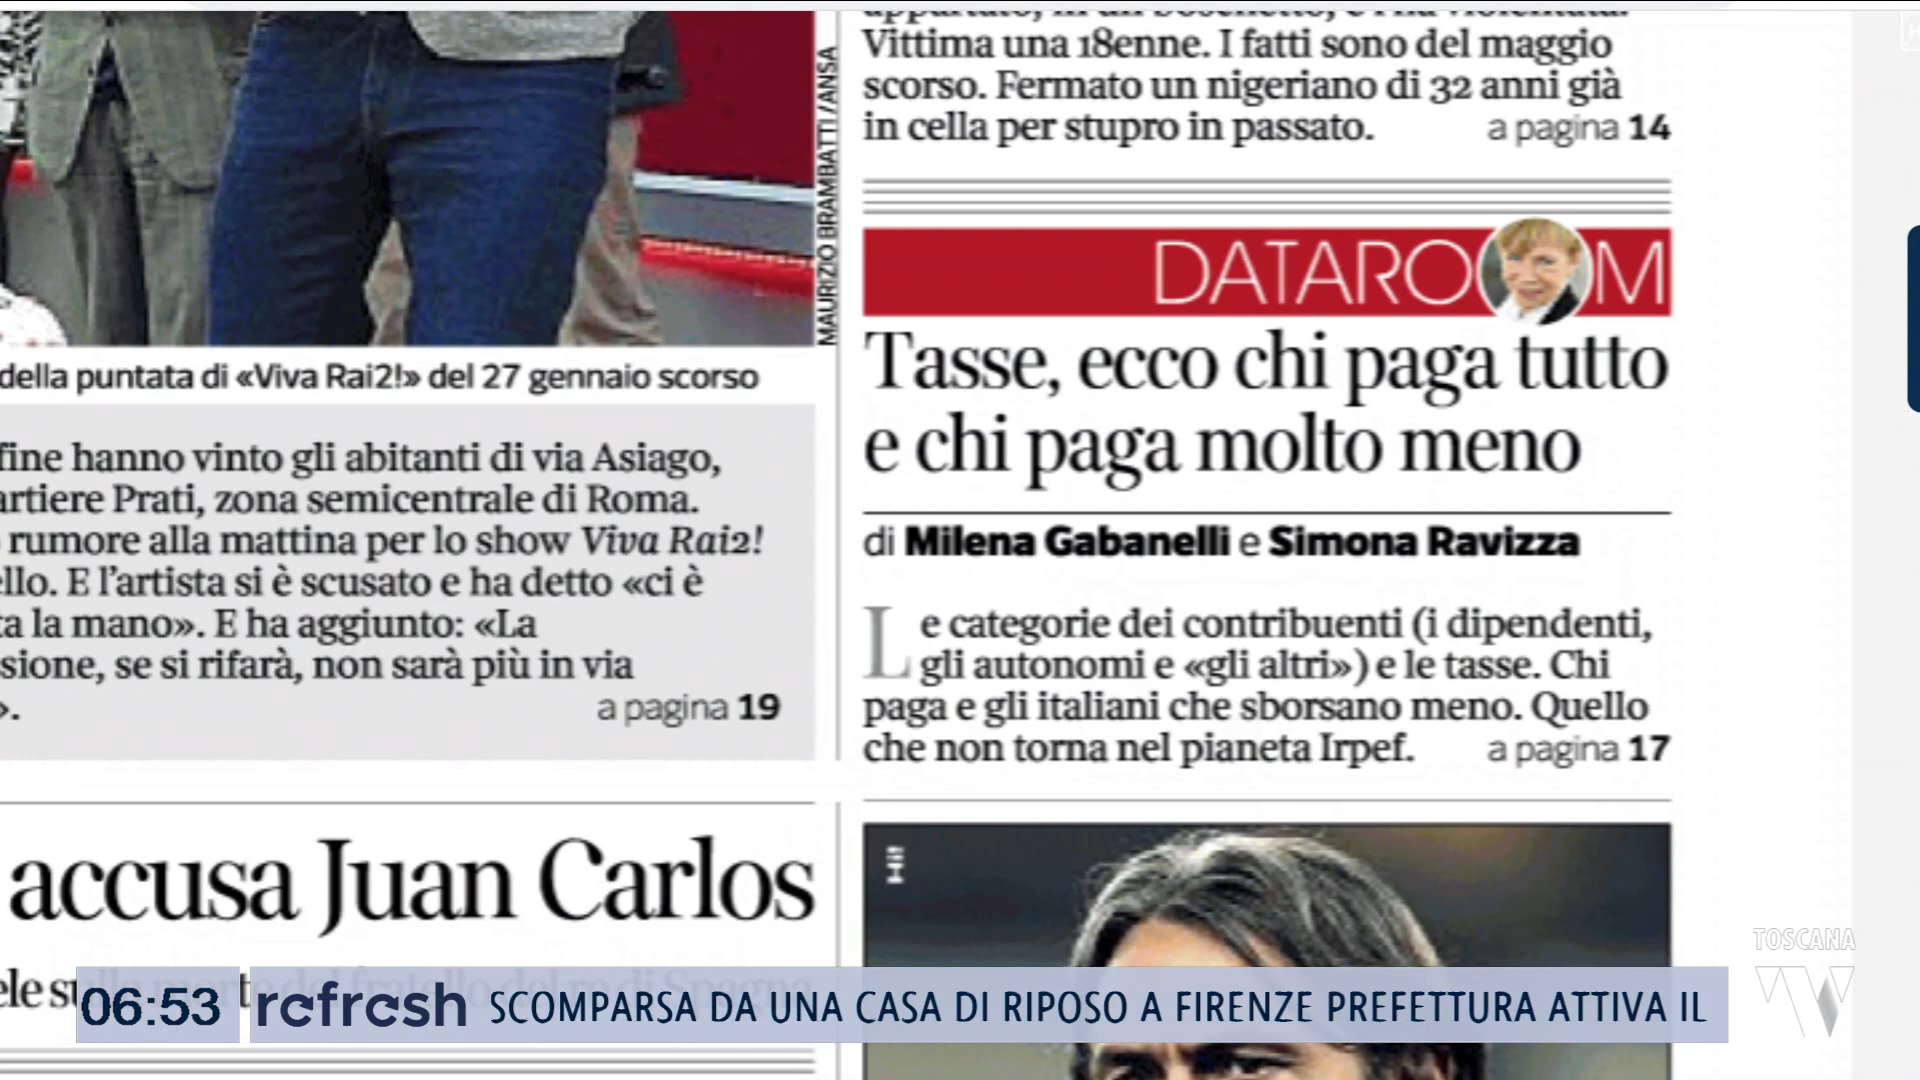 MAURIZIO BRAMBATTI / ANSA
della puntata di «Viva Rai2!» del 27 gennaio scorso
fine hanno vinto gli abitanti di via Asiago,
artiere Prati, zona semicentrale di Roma.
rumore alla mattina per lo show Viva Rai2!
ello. E l’artista si è scusato e ha detto «ci è
ta la mano». E ha aggiunto: «La
sione, se si rifarà, non sarà più in via
».
a pagina 19
accusa Juan Carlos
Vittima una 18enne. I fatti sono del maggio
scorso. Fermato un nigeriano di 32 anni già
in cella per stupro in passato. a pagina 14
DATAROOM
Tasse, ecco chi paga tutto
e chi paga molto meno
di Milena Gabanelli e Simona Ravizza
Le categorie dei contribuenti (i dipendenti,
gli autonomi e «gli altri») e le tasse. Chi
paga e gli italiani che sborsano meno. Quello
che non torna nel pianeta Irpef. a pagina 17
TOSCANA
06:53 refresh SCOMPARSA DA UNA CASA DI RIPOSO A FIRENZE PREFETTURA ATTIVA IL